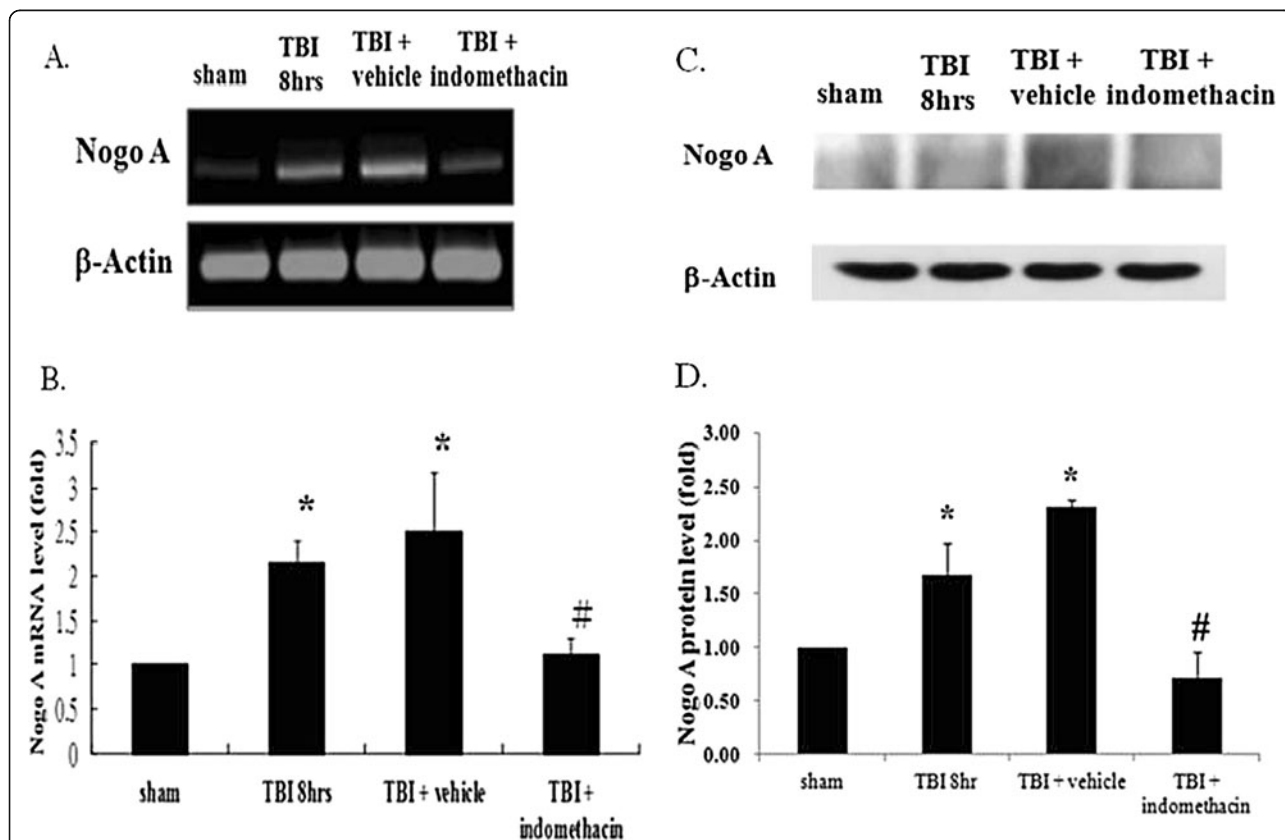 A.
sham
TBI
8hrs
TBI +
vehicle
TBI +
indomethacin
Nogo A
β-Actin
C.
sham
TBI
8hrs
TBI +
vehicle
TBI +
indomethacin
Nogo A
β-Actin
B.
Nogo A mRNA level (fold)
3.5
3
2.5
2
1.5
1
0.5
0
*
*
#
sham
TBI 8hrs
TBI + vehicle
TBI +
indomethacin
D.
Nogo A protein level (fold)
3.00
2.50
2.00
1.50
1.00
0.50
0.00
*
*
#
sham
TBI 8hr
TBI + vehicle
TBI +
indomethacin